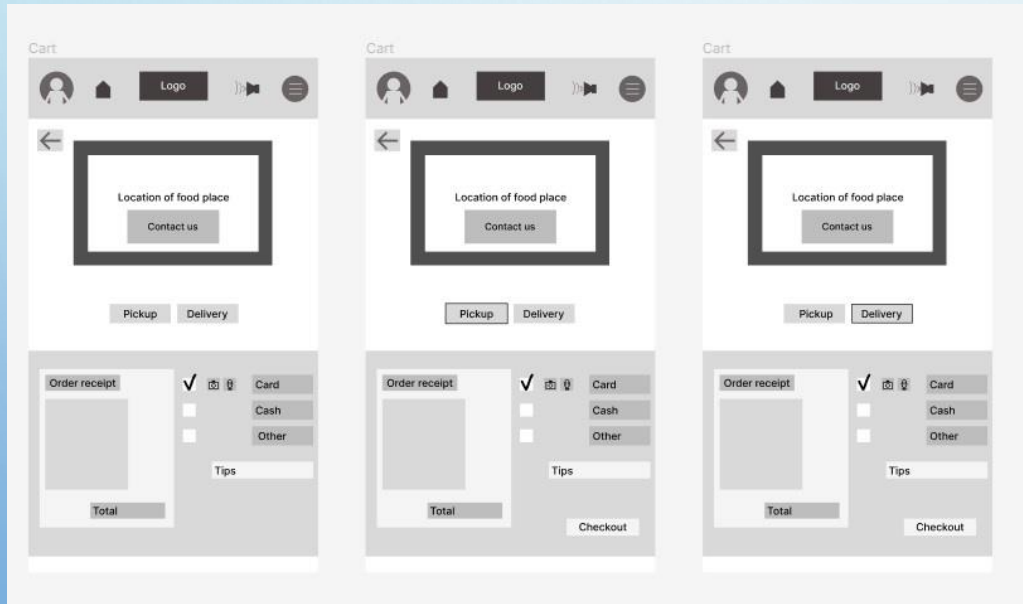 Cart
Logo
Location of food place
Contact us
Pickup Delivery
Order receipt
Card
Cash
Other
Tips
Total
Cart
Logo
Location of food place
Contact us
Pickup Delivery
Order receipt
Card
Cash
Other
Tips
Total
Checkout
Cart
Logo
Location of food place
Contact us
Pickup Delivery
Order receipt
Card
Cash
Other
Tips
Total
Checkout